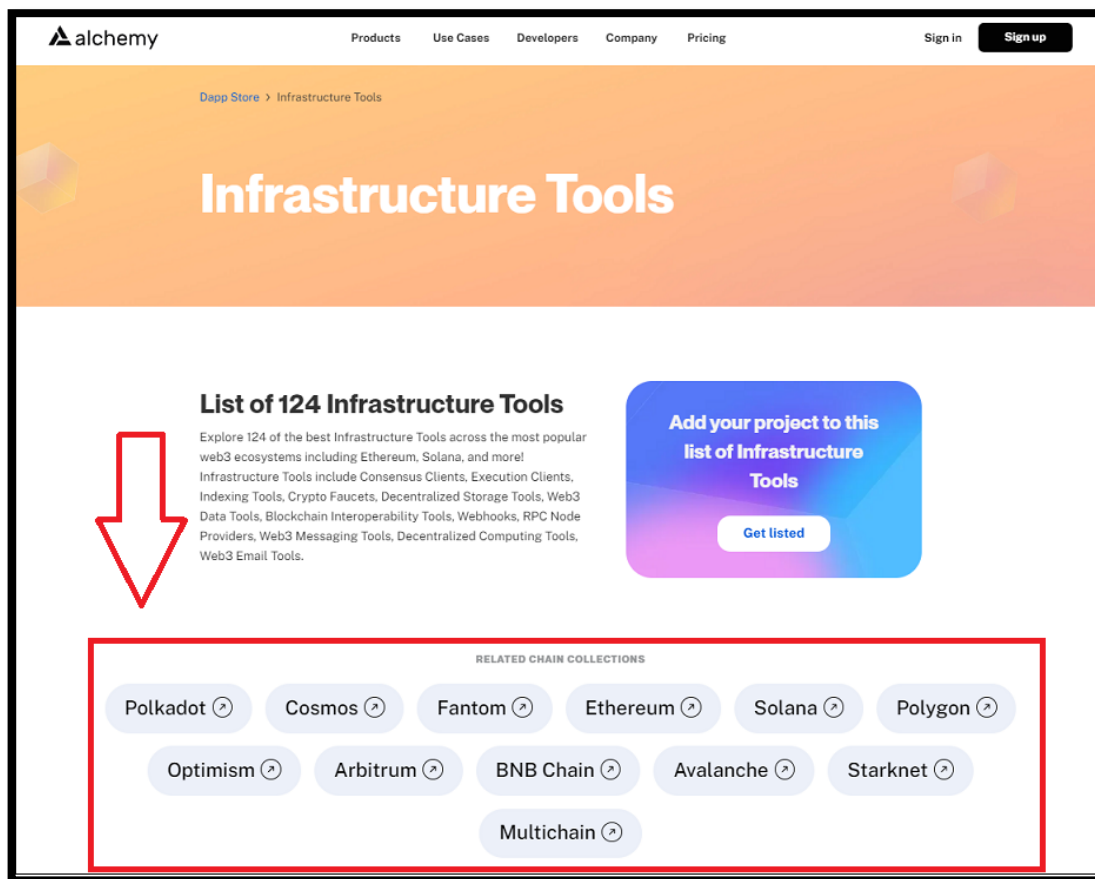 alchemy Products Use Cases Developers Company Pricing Sign in Sign up
Dapp Store > Infrastructure Tools
Infrastructure Tools
List of 124 Infrastructure Tools
Explore 124 of the best Infrastructure Tools across the most popular
web3 ecosystems including Ethereum, Solana, and more!
Infrastructure Tools include Consensus Clients, Execution Clients,
Indexing Tools, Crypto Faucets, Decentralized Storage Tools, Web3
Data Tools, Blockchain Interoperability Tools, Webhooks, RPC Node
Providers, Web3 Messaging Tools, Decentralized Computing Tools,
Web3 Email Tools.
Add your project to this
list of Infrastructure
Tools
Get listed
RELATED CHAIN COLLECTIONS
Polkadot Cosmos Fantom Ethereum Solana Polygon
Optimism Arbitrum BNB Chain Avalanche Starknet
Multichain